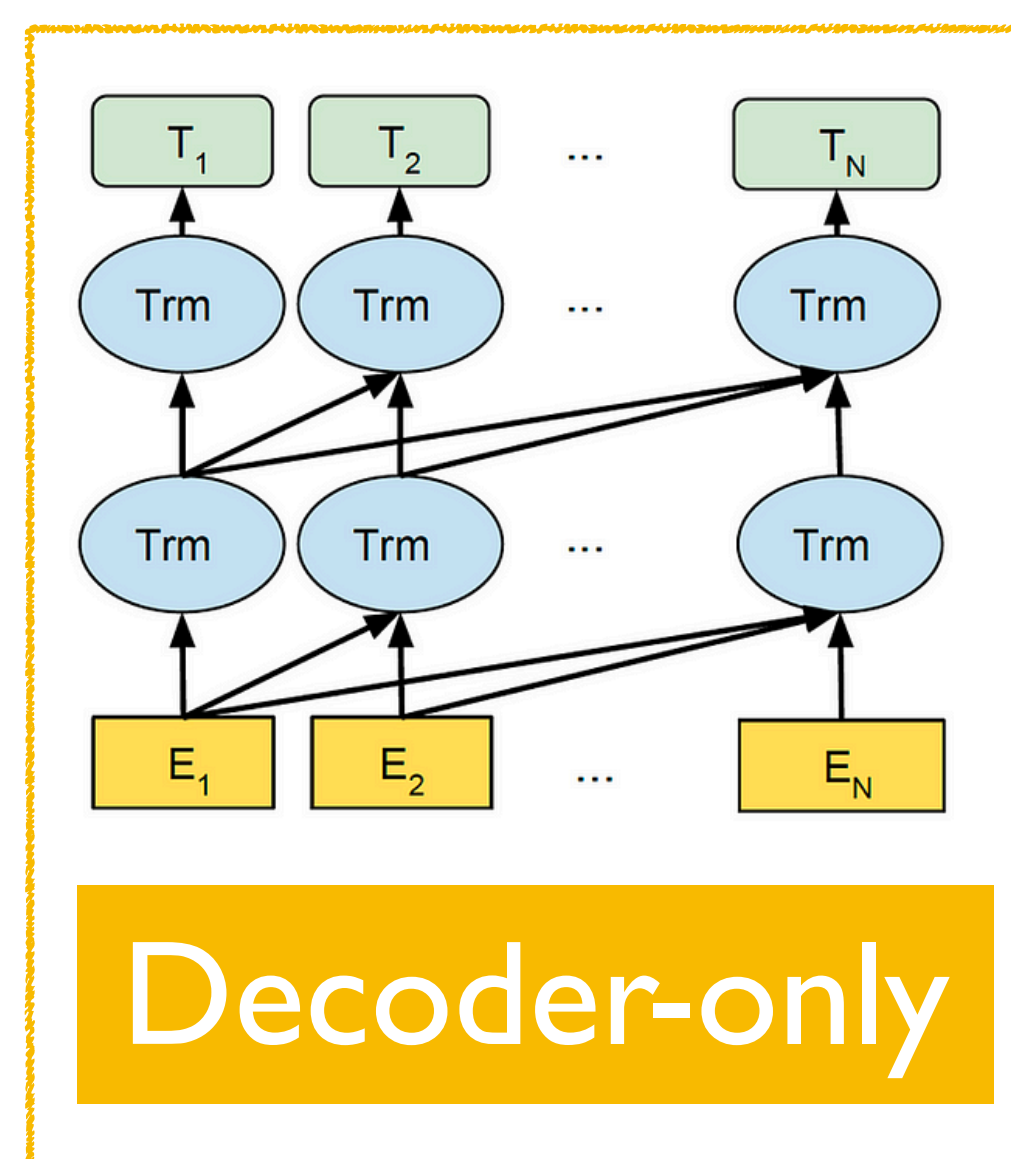 T1 T2 ... TN
Trm Trm ... Trm
Trm Trm ... Trm
E1 E2 ... EN
Decoder-only